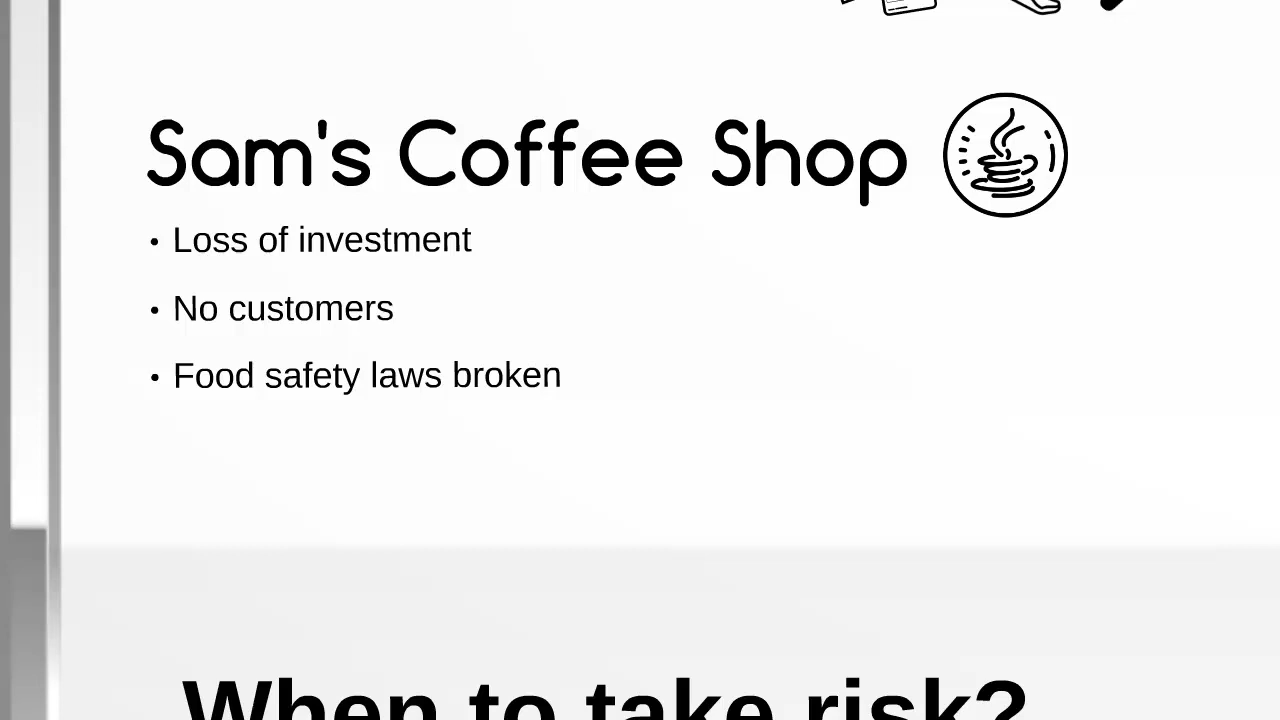 Sam's Coffee Shop
• Loss of investment
• No customers
• Food safety laws broken
When to take risk?